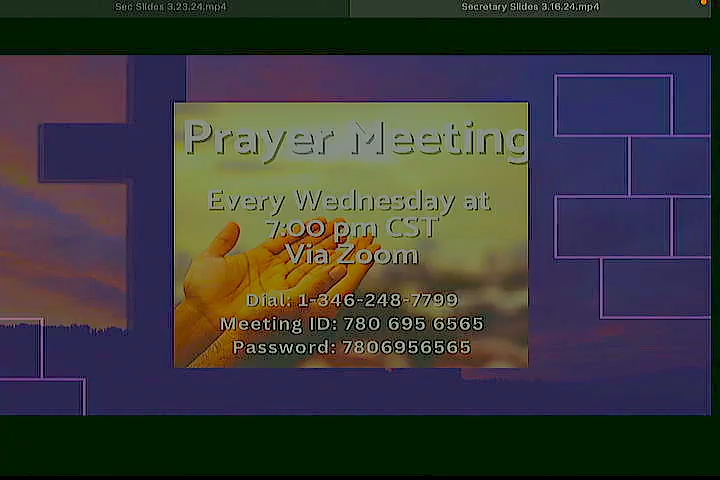 Sec Slides 3.23.24.mp4
Secretary Slides 3.16.24.mp4
Prayer Meeting
Every Wednesday at
7:00 pm CST
Via Zoom
Dial: 1-346-248-7799
Meeting ID: 780 695 6565
Password: 7806956565